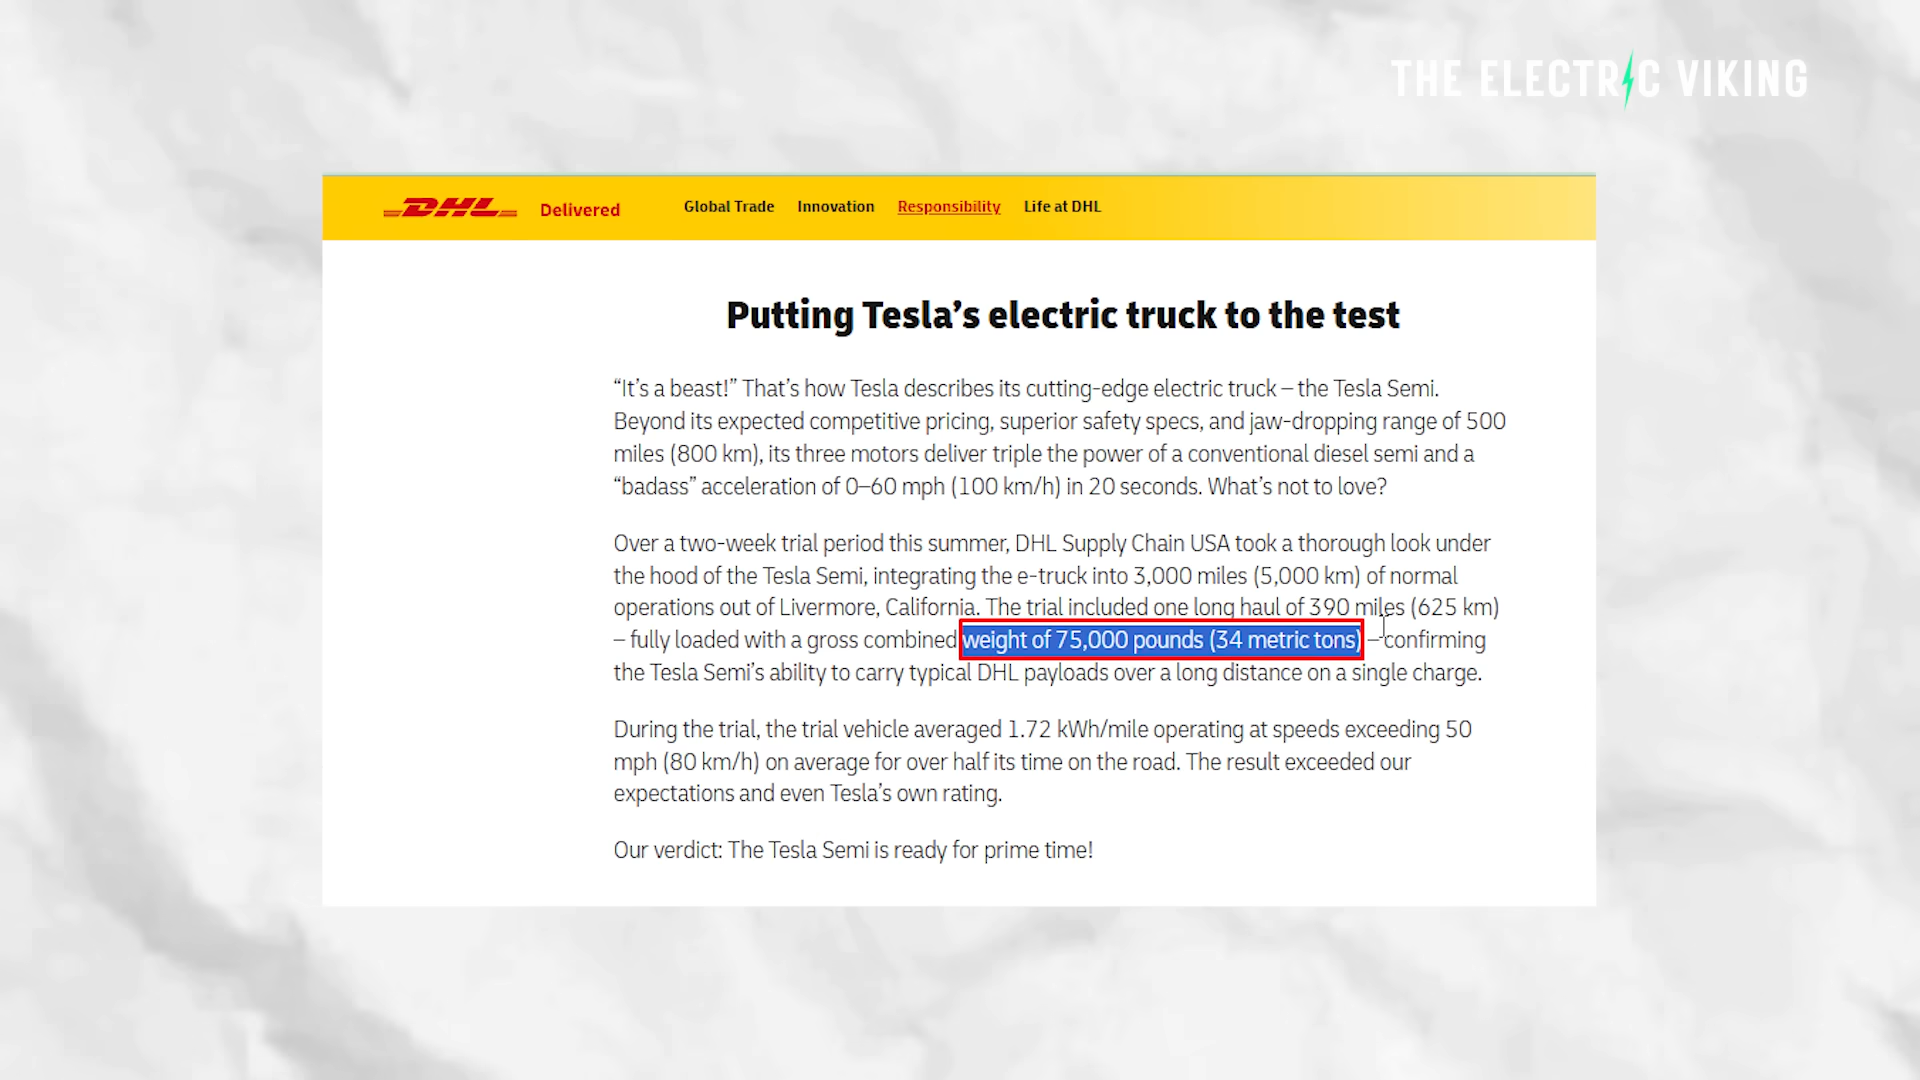 THE ELECTRIC VIKING
DHL Delivered Global Trade Innovation Responsibility Life at DHL
Putting Tesla’s electric truck to the test
“It’s a beast!” That’s how Tesla describes its cutting-edge electric truck – the Tesla Semi.
Beyond its expected competitive pricing, superior safety specs, and jaw-dropping range of 500
miles (800 km), its three motors deliver triple the power of a conventional diesel semi and a
“badass” acceleration of 0–60 mph (100 km/h) in 20 seconds. What’s not to love?
Over a two-week trial period this summer, DHL Supply Chain USA took a thorough look under
the hood of the Tesla Semi, integrating the e-truck into 3,000 miles (5,000 km) of normal
operations out of Livermore, California. The trial included one long haul of 390 miles (625 km)
– fully loaded with a gross combined weight of 75,000 pounds (34 metric tons) – confirming
the Tesla Semi’s ability to carry typical DHL payloads over a long distance on a single charge.
During the trial, the trial vehicle averaged 1.72 kWh/mile operating at speeds exceeding 50
mph (80 km/h) on average for over half its time on the road. The result exceeded our
expectations and even Tesla’s own rating.
Our verdict: The Tesla Semi is ready for prime time!